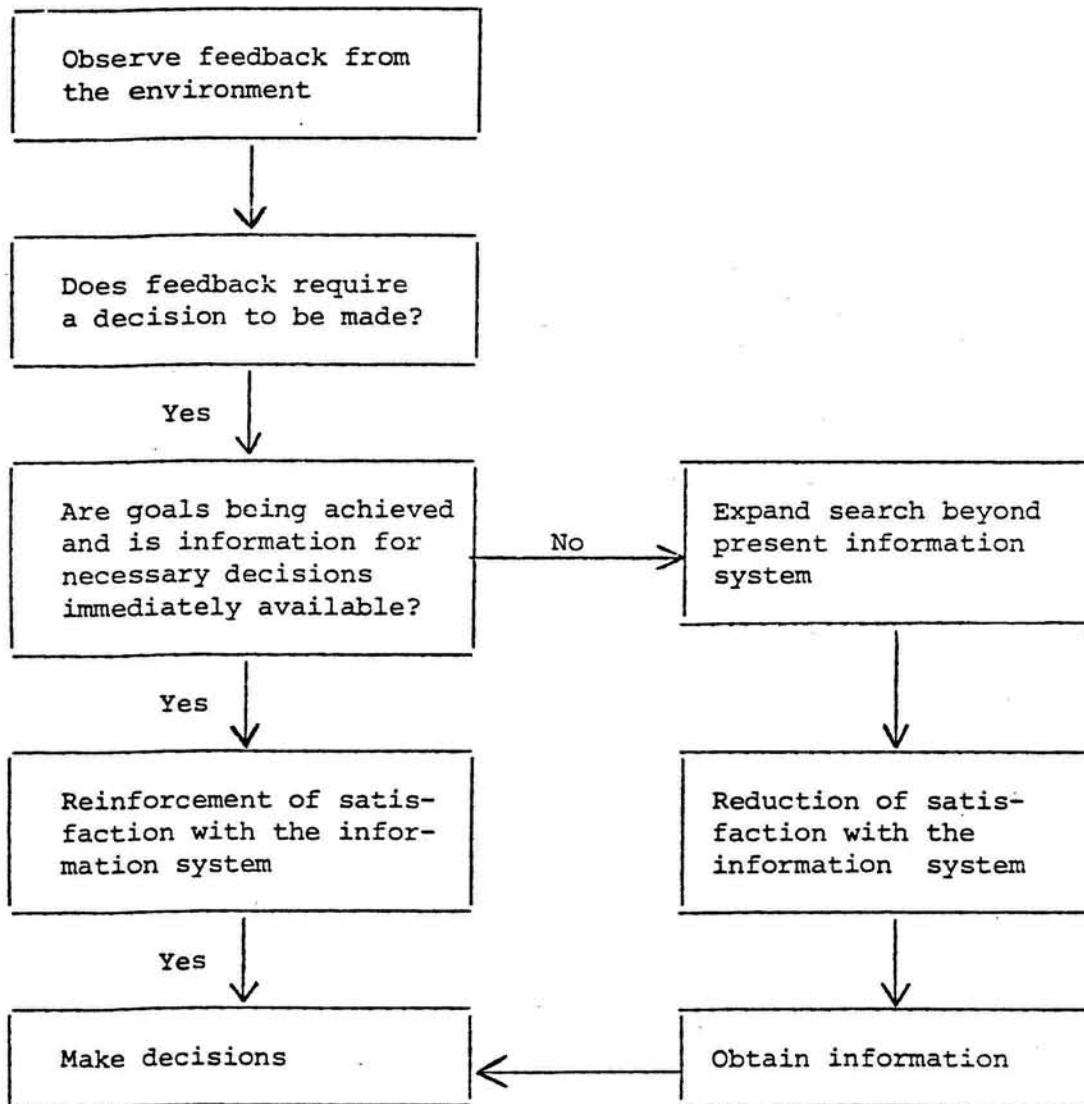 Observe feedback from
the environment
Does feedback require
a decision to be made?
Yes
Are goals being achieved
and is information for
necessary decisions
immediately available?
No
Expand search beyond
present information
system
Yes
Reinforcement of satis-
faction with the infor-
mation system
Reduction of satis-
faction with the
information system
Yes
Make decisions
Obtain information